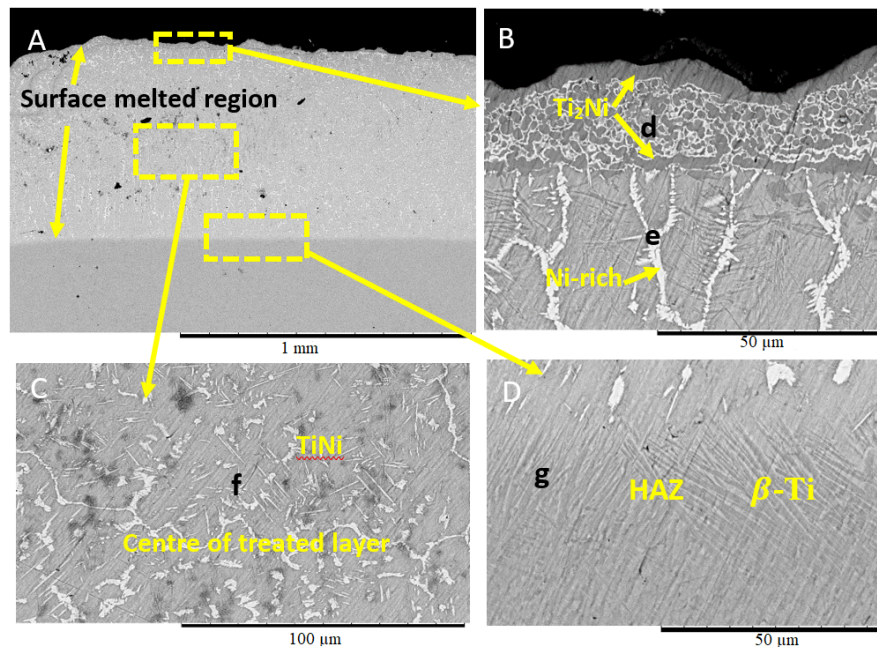 A
Surface melted region
1 mm
B
Ti₂Ni
d
e
Ni-rich
50 µm
C
TiNi
f
Centre of treated layer
100 µm
D
g
HAZ
β-Ti
50 µm